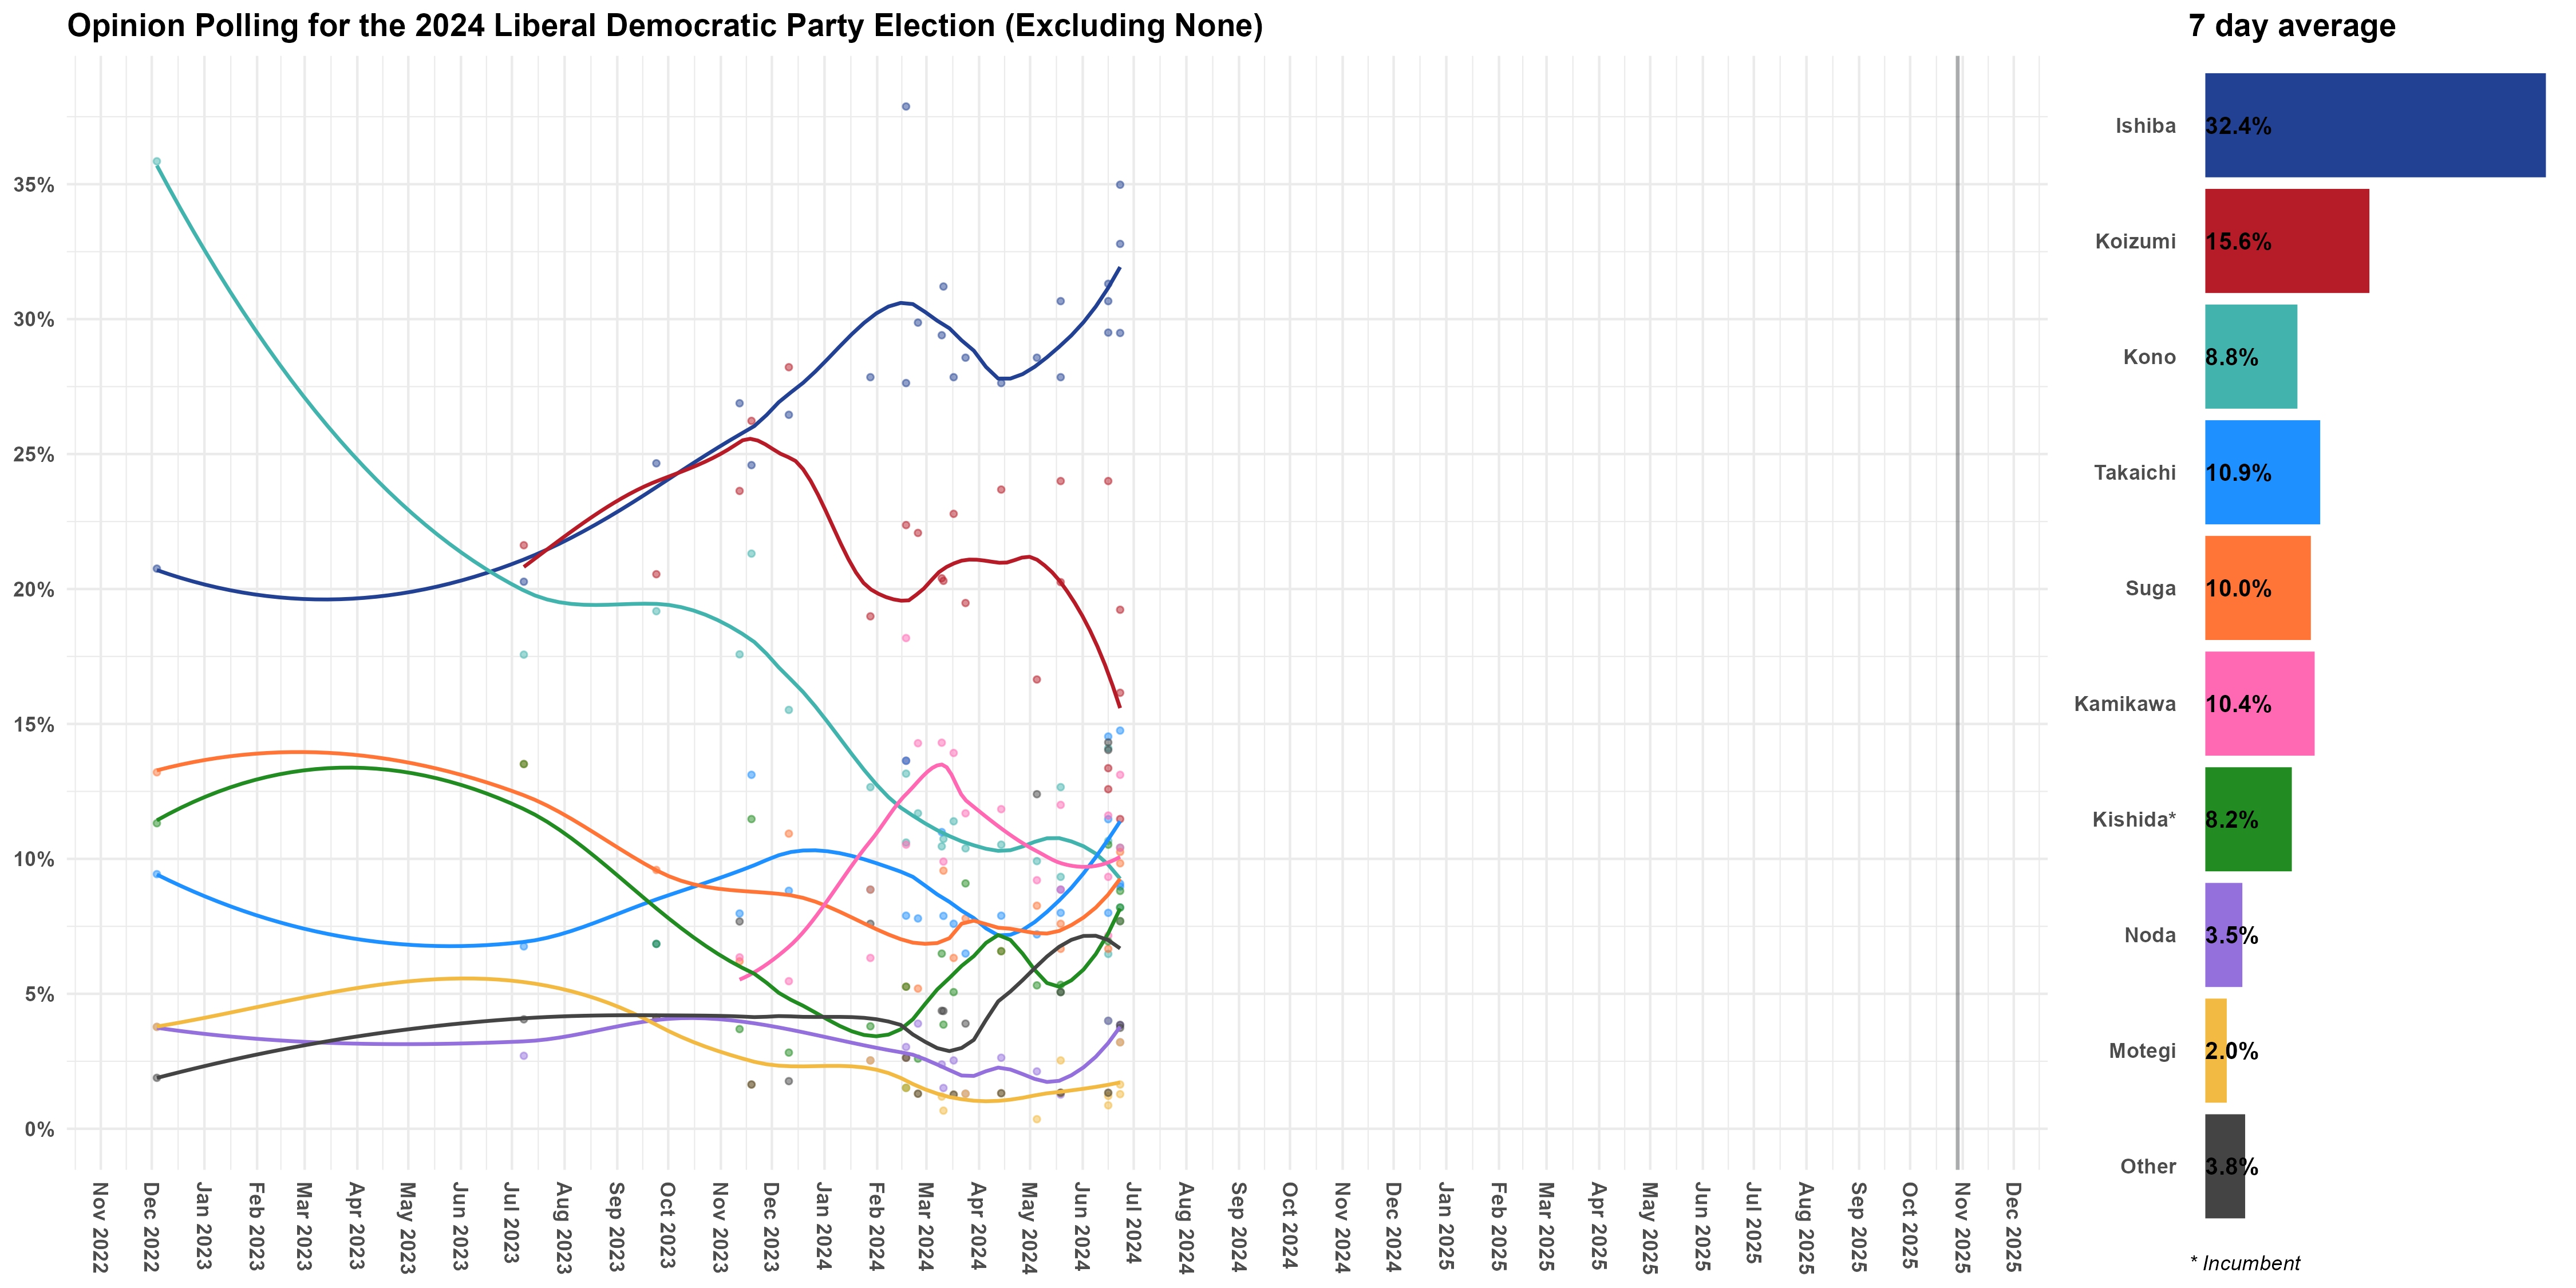 Opinion Polling for the 2024 Liberal Democratic Party Election (Excluding None)
7 day average
35%
30%
25%
20%
15%
10%
5%
0%
Nov 2022
Dec 2022
Jan 2023
Feb 2023
Mar 2023
Apr 2023
May 2023
Jun 2023
Jul 2023
Aug 2023
Sep 2023
Oct 2023
Nov 2023
Dec 2023
Jan 2024
Feb 2024
Mar 2024
Apr 2024
May 2024
Jun 2024
Jul 2024
Aug 2024
Sep 2024
Oct 2024
Nov 2024
Dec 2024
Jan 2025
Feb 2025
Mar 2025
Apr 2025
May 2025
Jun 2025
Jul 2025
Aug 2025
Sep 2025
Oct 2025
Nov 2025
Dec 2025
Ishiba 32.4%
Koizumi 15.6%
Kono 8.8%
Takaichi 10.9%
Suga 10.0%
Kamikawa 10.4%
Kishida* 8.2%
Noda 3.5%
Motegi 2.0%
Other 3.8%
* Incumbent